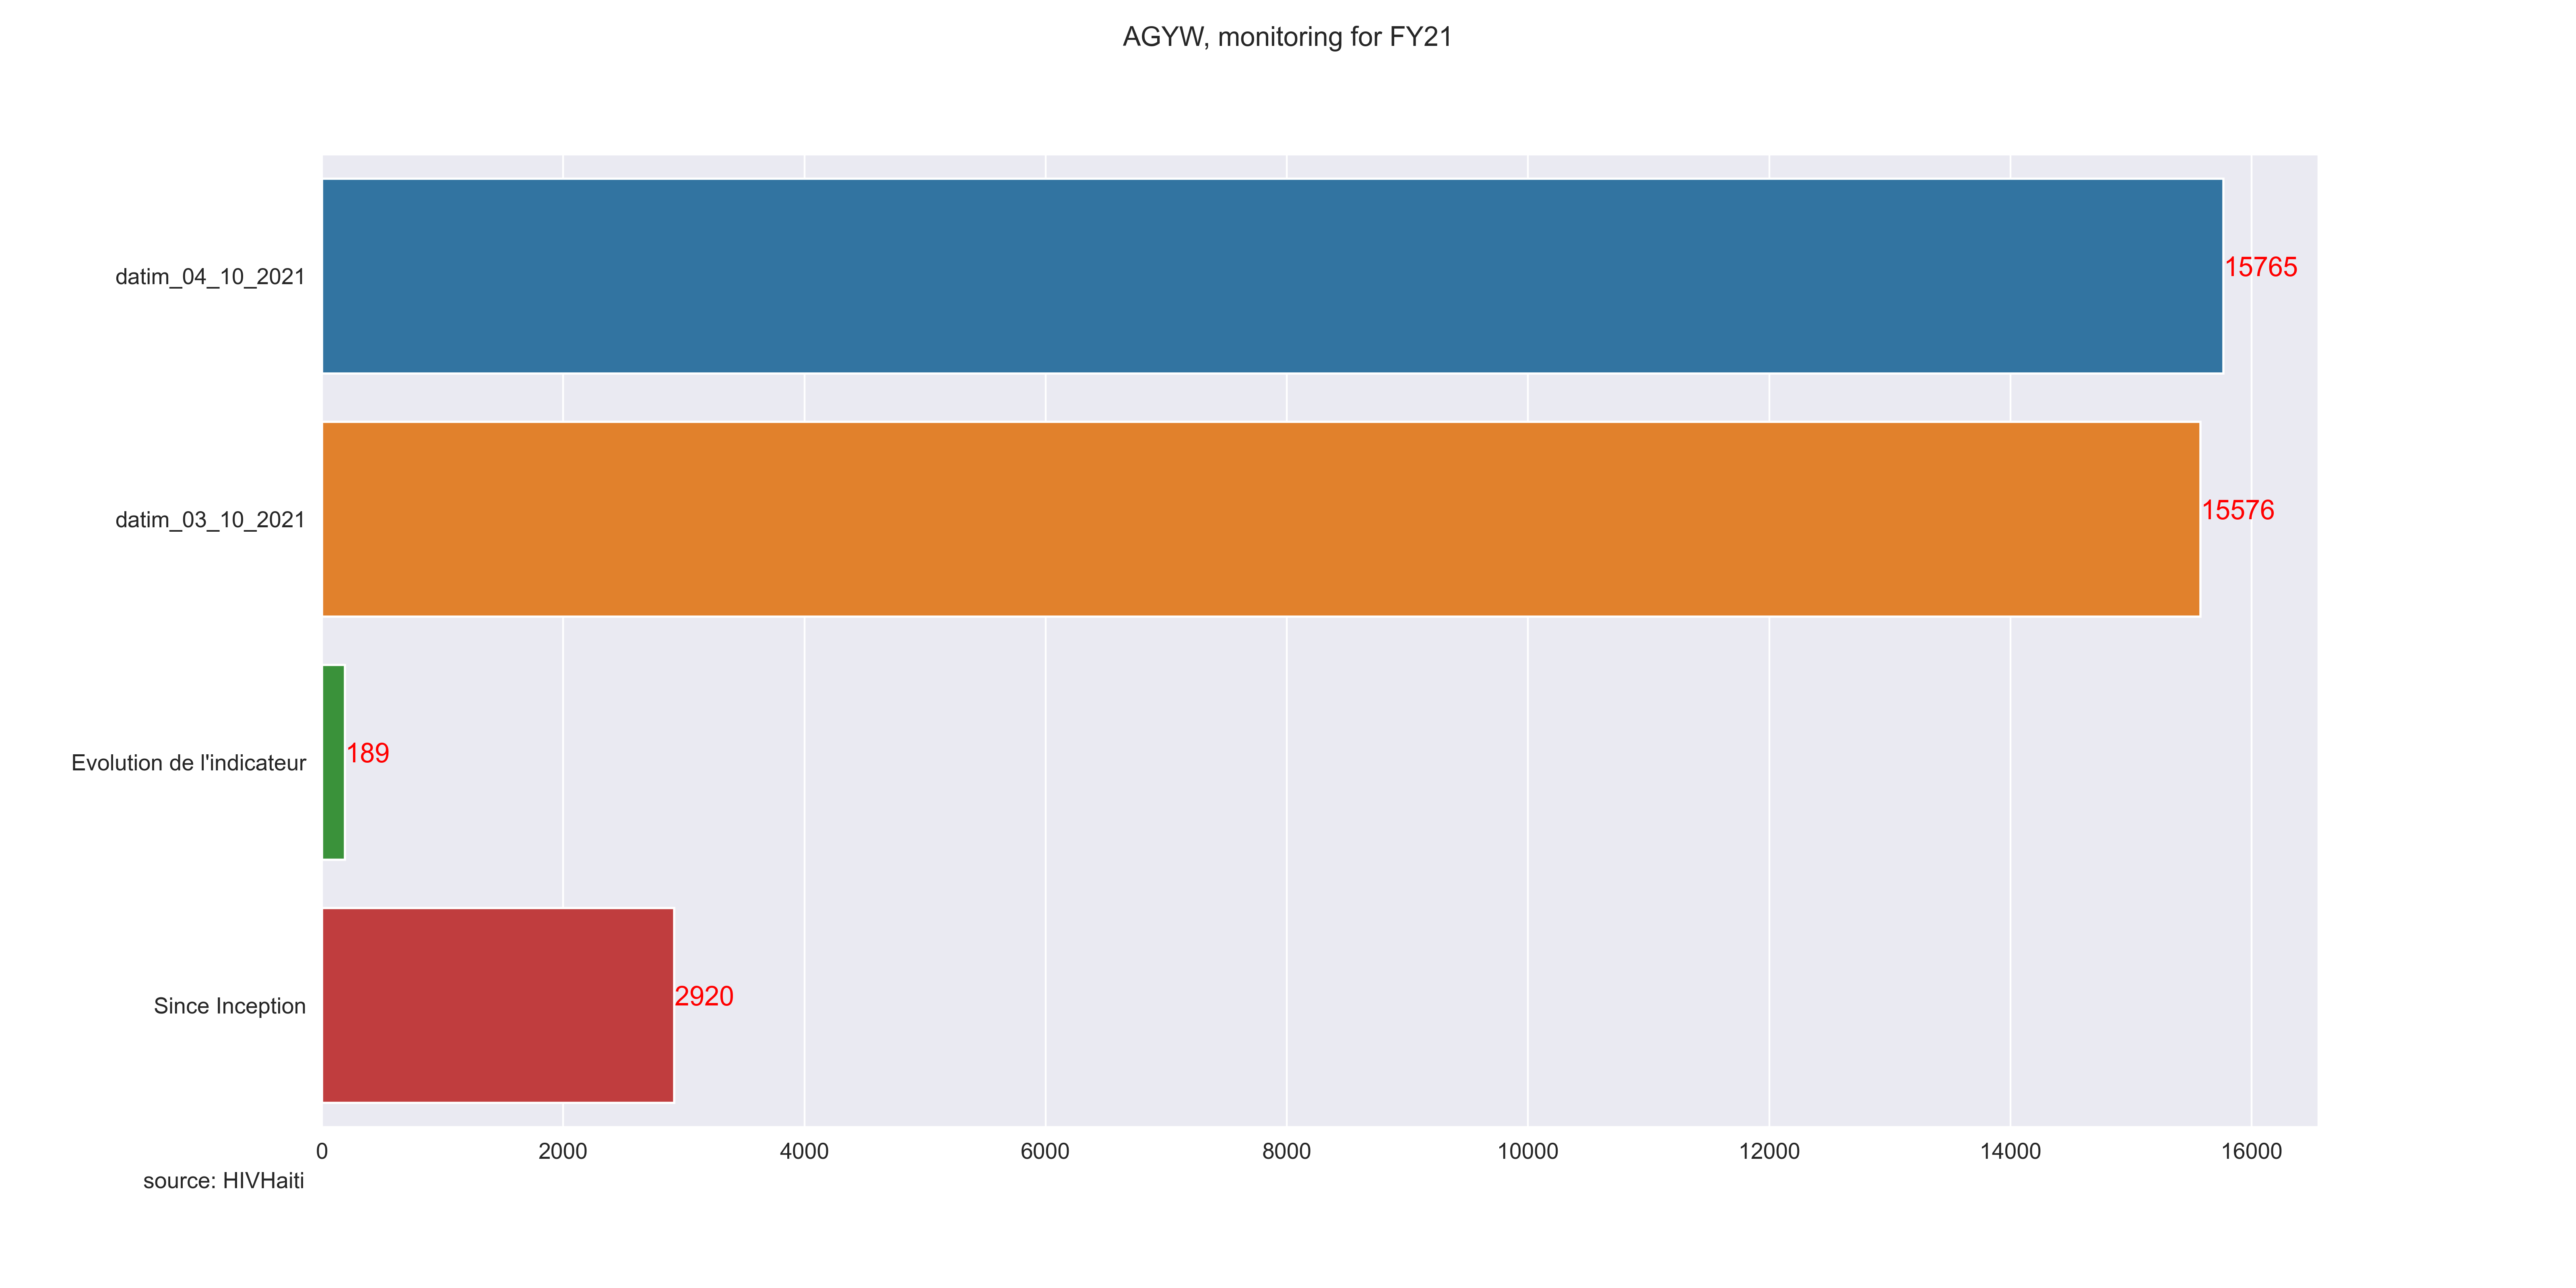 AGYW, monitoring for FY21
datim_04_10_2021
15765
datim_03_10_2021
15576
Evolution de l'indicateur
189
Since Inception
2920
0 2000 4000 6000 8000 10000 12000 14000 16000
source: HIVHaiti